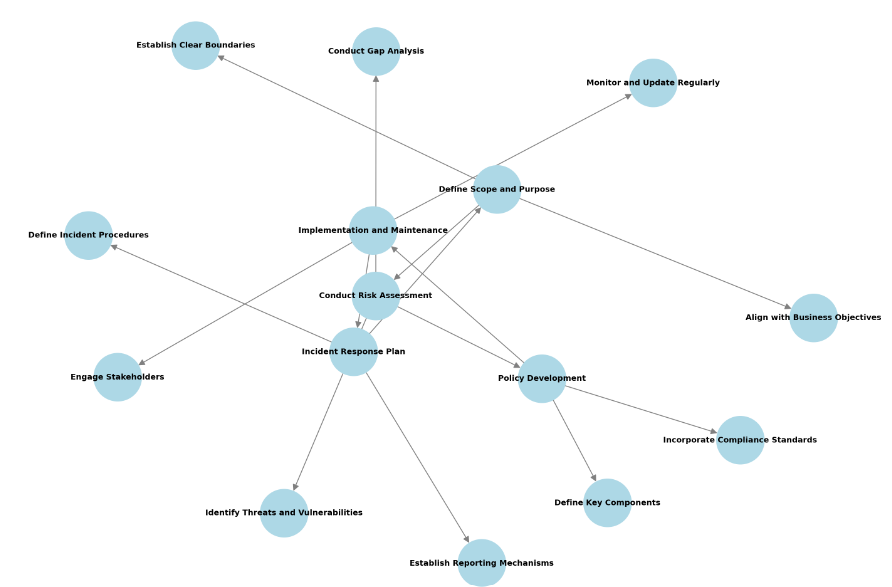 Establish Clear Boundaries
Conduct Gap Analysis
Monitor and Update Regularly
Define Scope and Purpose
Implementation and Maintenance
Define Incident Procedures
Conduct Risk Assessment
Align with Business Objectives
Incident Response Plan
Engage Stakeholders
Policy Development
Incorporate Compliance Standards
Define Key Components
Identify Threats and Vulnerabilities
Establish Reporting Mechanisms